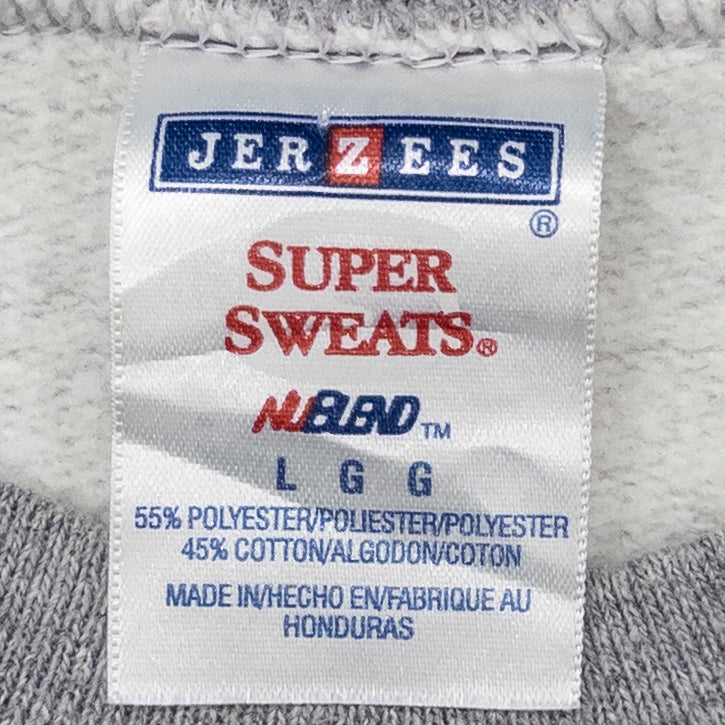 JERZEES®
SUPER
SWEATS®
NUBLEND™
L G G
55% POLYESTER/POLIESTER/POLYESTER
45% COTTON/ALGODON/COTON
MADE IN/HECHO EN/FABRIQUE AU
HONDURAS